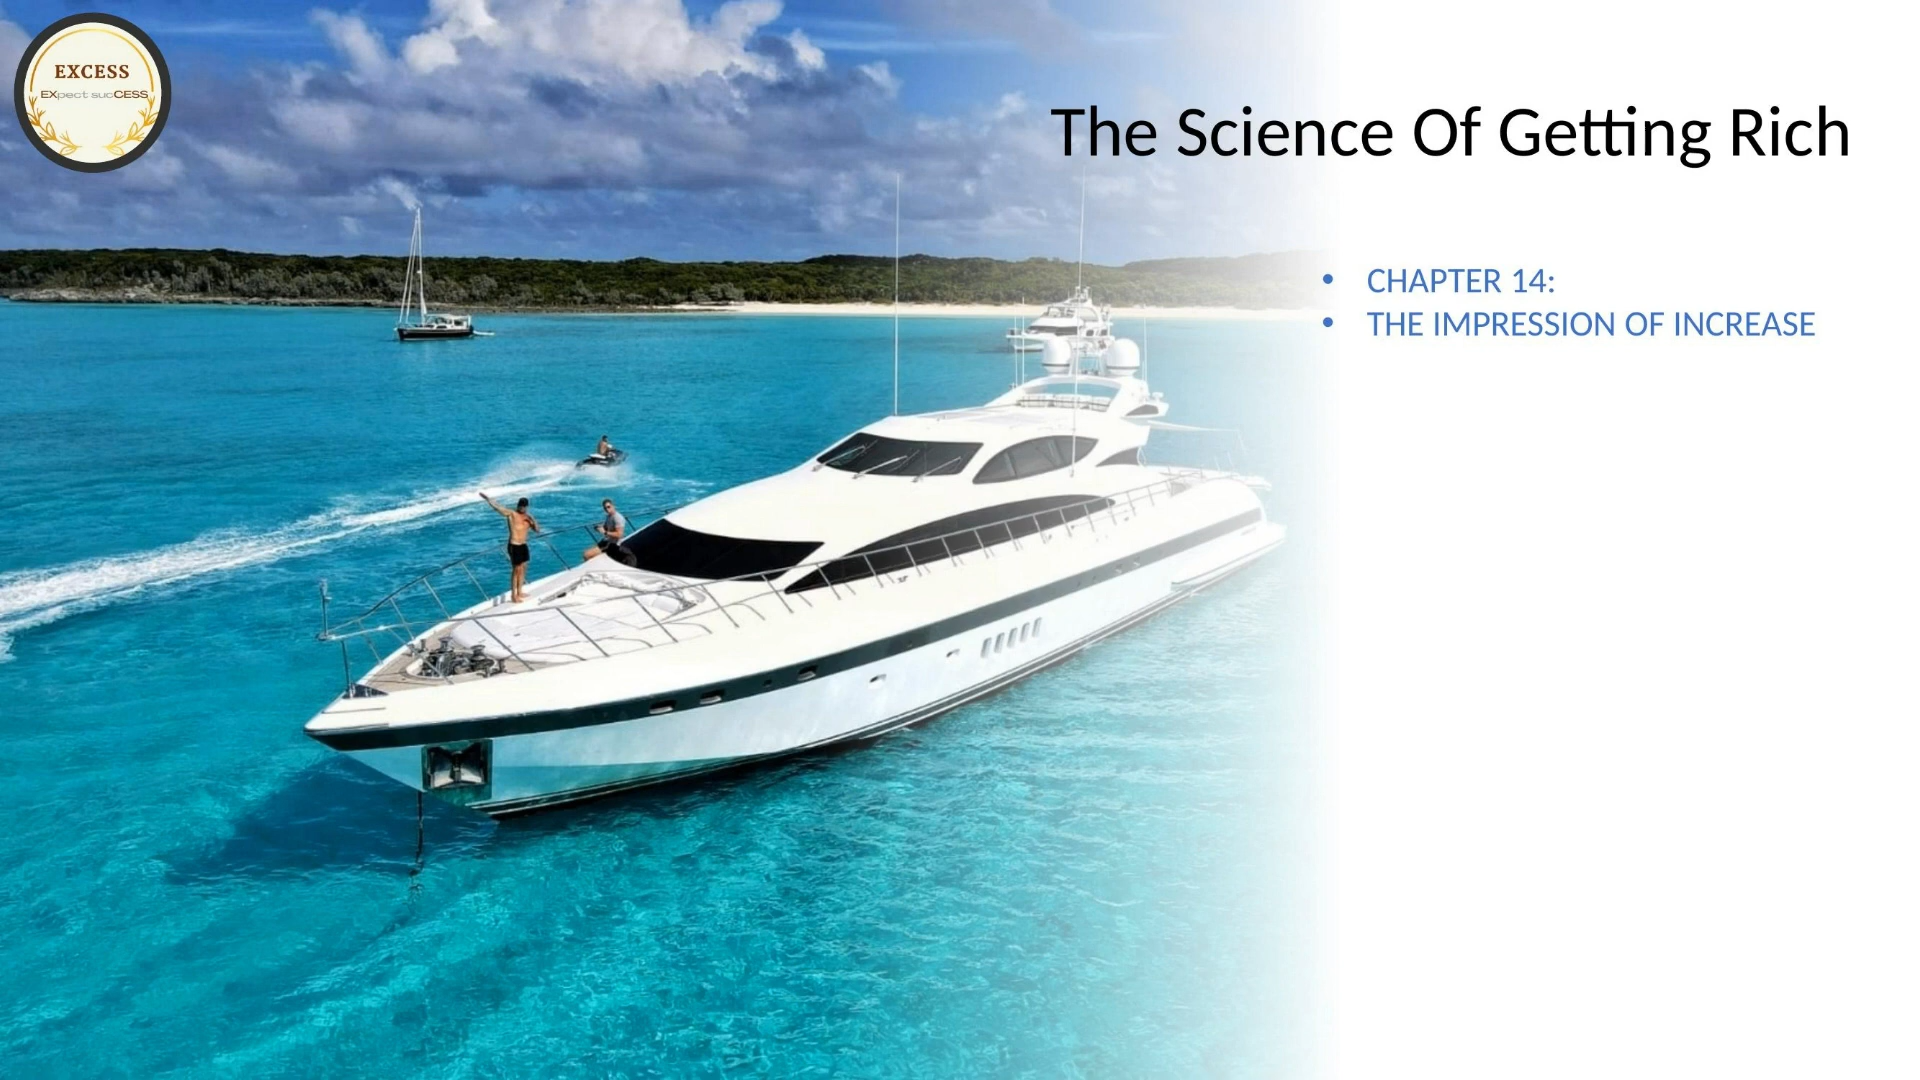 EXCESS
EXpect sucCESS
The Science Of Getting Rich
• CHAPTER 14:
• THE IMPRESSION OF INCREASE